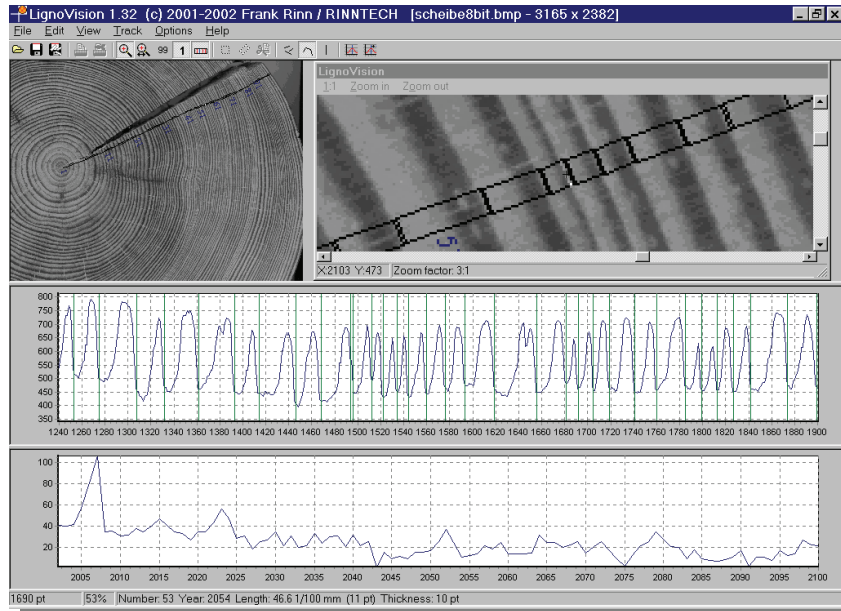 LignoVision 1.32 (c) 2001-2002 Frank Rinn / RINNTECH [scheibe8bit.bmp - 3165 x 2382]
File Edit View Track Options Help
99 1
LignoVision
1:1 Zoom in Zoom out
X:2103 Y:473 Zoom factor: 3:1
800
750
700
650
600
550
500
450
400
350
1240 1260 1280 1300 1320 1340 1360 1380 1400 1420 1440 1460 1480 1500 1520 1540 1560 1580 1600 1620 1640 1660 1680 1700 1720 1740 1760 1780 1800 1820 1840 1860 1880 1900
100
80
60
40
20
2005 2010 2015 2020 2025 2030 2035 2040 2045 2050 2055 2060 2065 2070 2075 2080 2085 2090 2095 2100
1690 pt 53% Number: 53 Year: 2054 Length: 46.6 1/100 mm (11 pt) Thickness: 10 pt